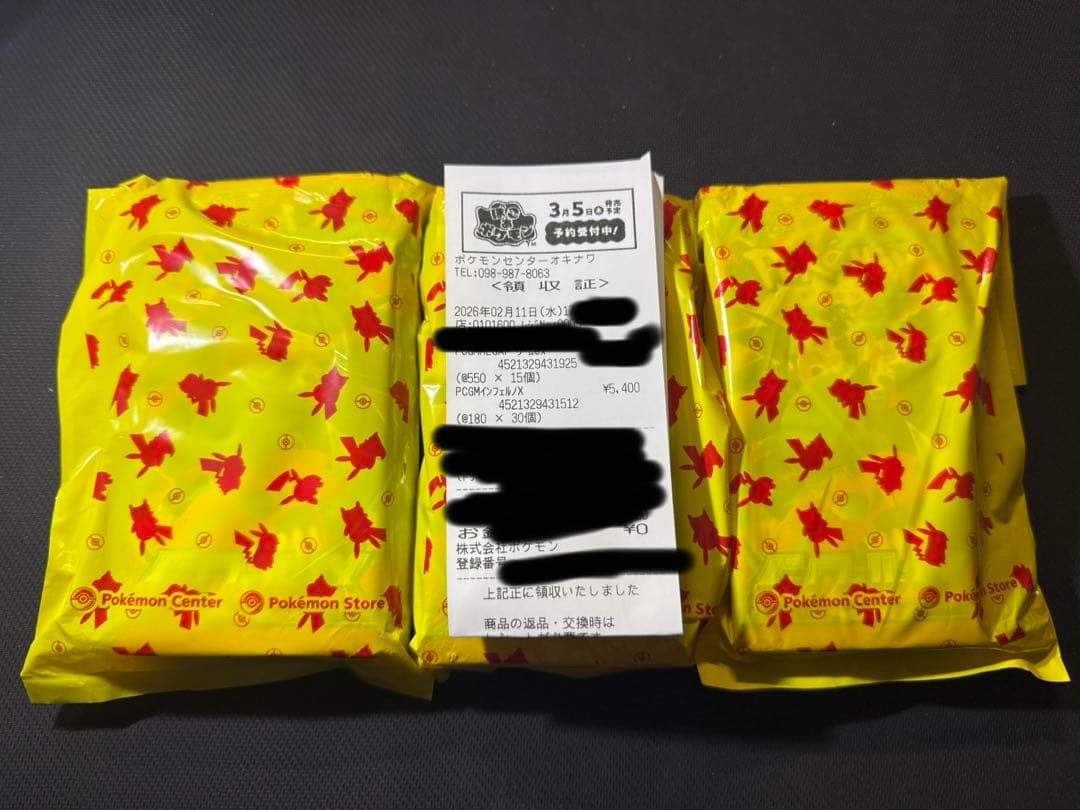 3月5日(木)発売予定
予約受付中!
ポケモンセンターオキナワ
TEL:098-987-8063
<領 収 証>
2026年02月11日(水)1
店:0101600
4521329431925
(@550 × 15個)
PCGMインフェルノX ¥5,400
4521329431512
(@180 × 30個)
¥0
株式会社ポケモン
登録番号
上記正に領収いたしました
商品の返品・交換時は
Pokémon Center Pokémon Store
Pokémon Center Pokémon Store